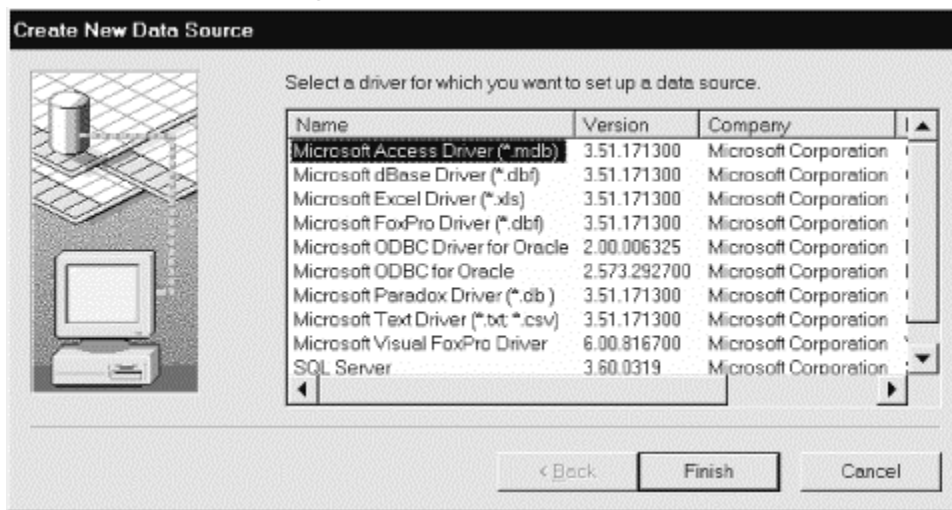 Create New Data Source
Select a driver for which you want to set up a data source.
Name Version Company
Microsoft Access Driver (*.mdb) 3.51.171300 Microsoft Corporation
Microsoft dBase Driver (*.dbf) 3.51.171300 Microsoft Corporation
Microsoft Excel Driver (*.xls) 3.51.171300 Microsoft Corporation
Microsoft FoxPro Driver (*.dbf) 3.51.171300 Microsoft Corporation
Microsoft ODBC Driver for Oracle 2.00.006325 Microsoft Corporation
Microsoft ODBC for Oracle 2.573.292700 Microsoft Corporation
Microsoft Paradox Driver (*.db ) 3.51.171300 Microsoft Corporation
Microsoft Text Driver (*.txt; *.csv) 3.51.171300 Microsoft Corporation
Microsoft Visual FoxPro Driver 6.00.816700 Microsoft Corporation
SQL Server 3.60.0319 Microsoft Corporation
< Back Finish Cancel